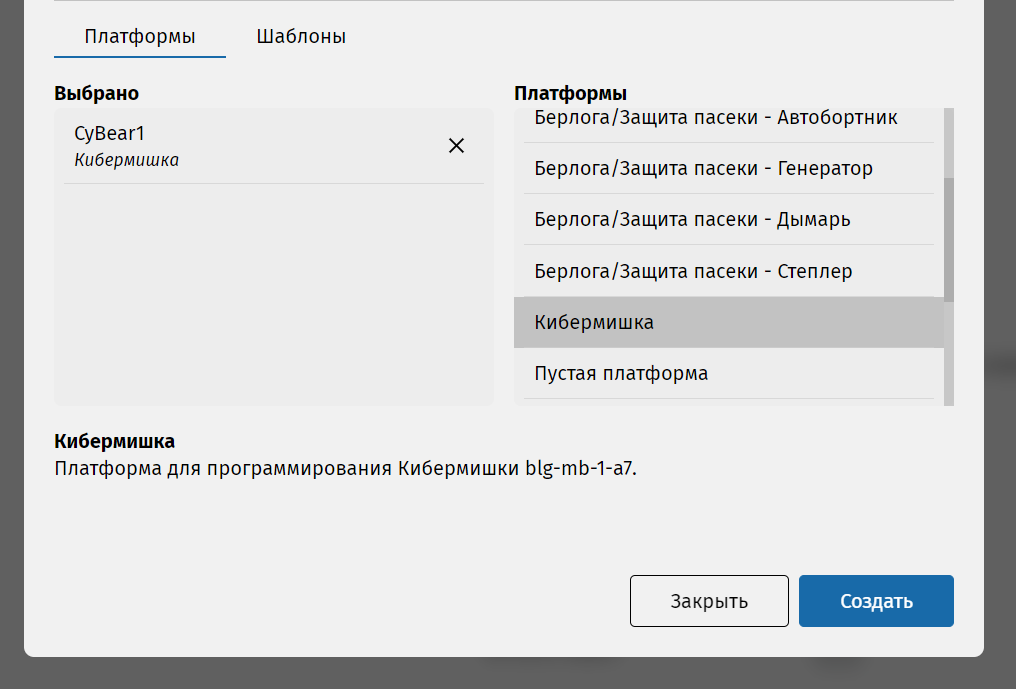 Платформы
Шаблоны
Выбрано
CyBear1
Кибермишка
Платформы
Берлога/Защита пасеки - Автобортник
Берлога/Защита пасеки - Генератор
Берлога/Защита пасеки - Дымарь
Берлога/Защита пасеки - Степлер
Кибермишка
Пустая платформа
Кибермишка
Платформа для программирования Кибермишки blg-mb-1-a7.
Закрыть
Создать